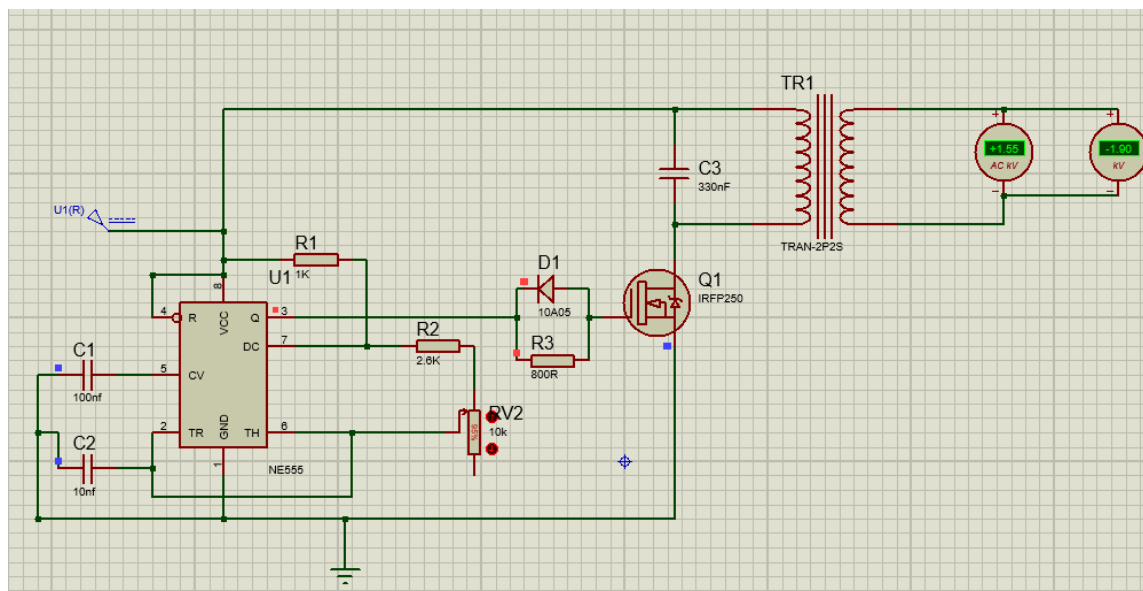 TR1
+1.55
AC kV
-1.90
kV
C3
330nF
TRAN-2P2S
U1(R)
R1
1K
U1
8
VCC
4
R
Q
3
DC
7
5
CV
2
TR
GND
TH
6
1
NE555
C1
100nf
C2
10nf
D1
10A05
R3
800R
Q1
IRFP250
R2
2.6K
RV2
10k